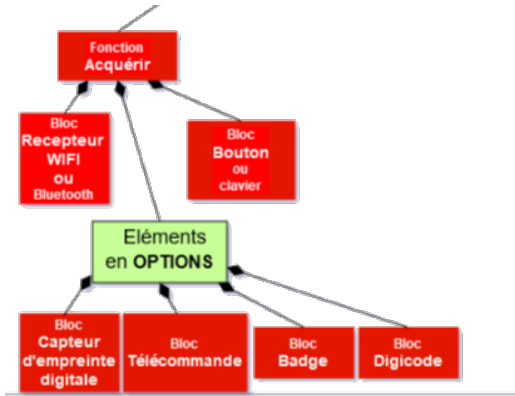 Fonction
Acquérir
Bloc
Recepteur
WIFI
ou
Bluetooth
Bloc
Bouton
ou
clavier
Eléments
en OPTIONS
Bloc
Capteur
d'empreinte
digitale
Bloc
Télécommande
Bloc
Badge
Bloc
Digicode